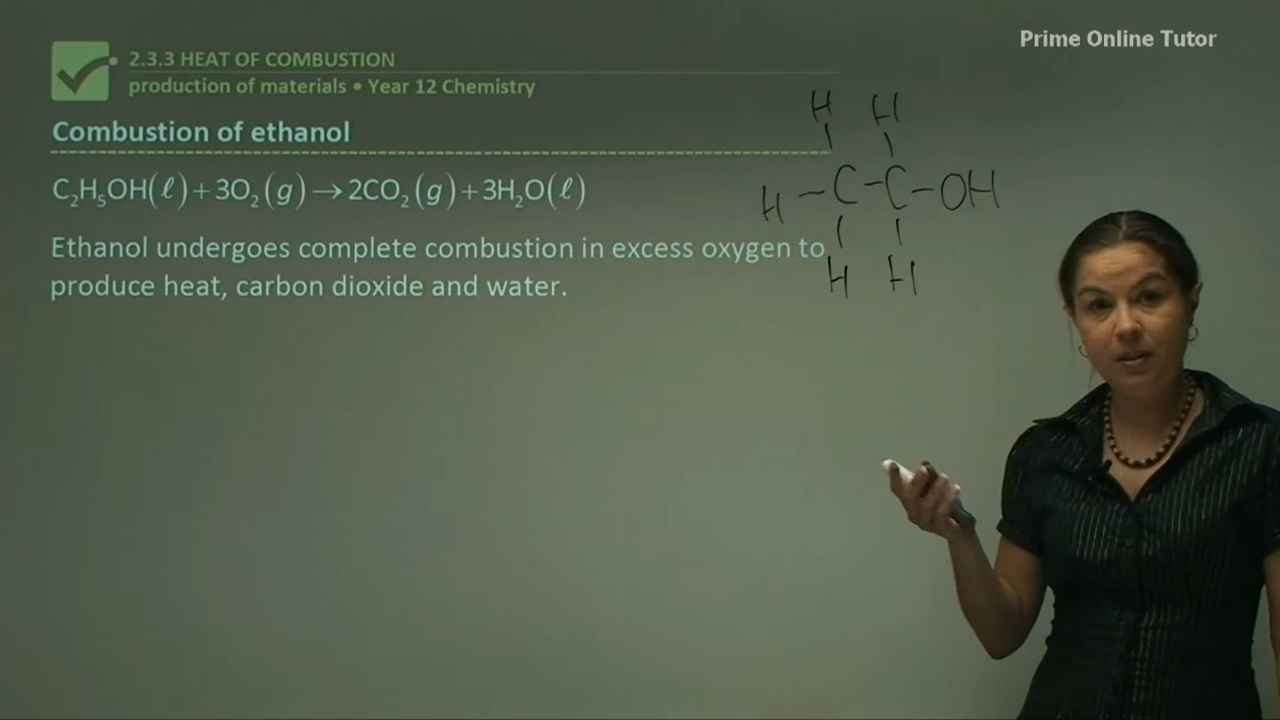 Prime Online Tutor
2.3.3 HEAT OF COMBUSTION
production of materials • Year 12 Chemistry
Combustion of ethanol
C₂H₅OH(ℓ)+3O₂(g)→2CO₂(g)+3H₂O(ℓ)
Ethanol undergoes complete combustion in excess oxygen to
produce heat, carbon dioxide and water.
H H
H – C – C – OH
H H